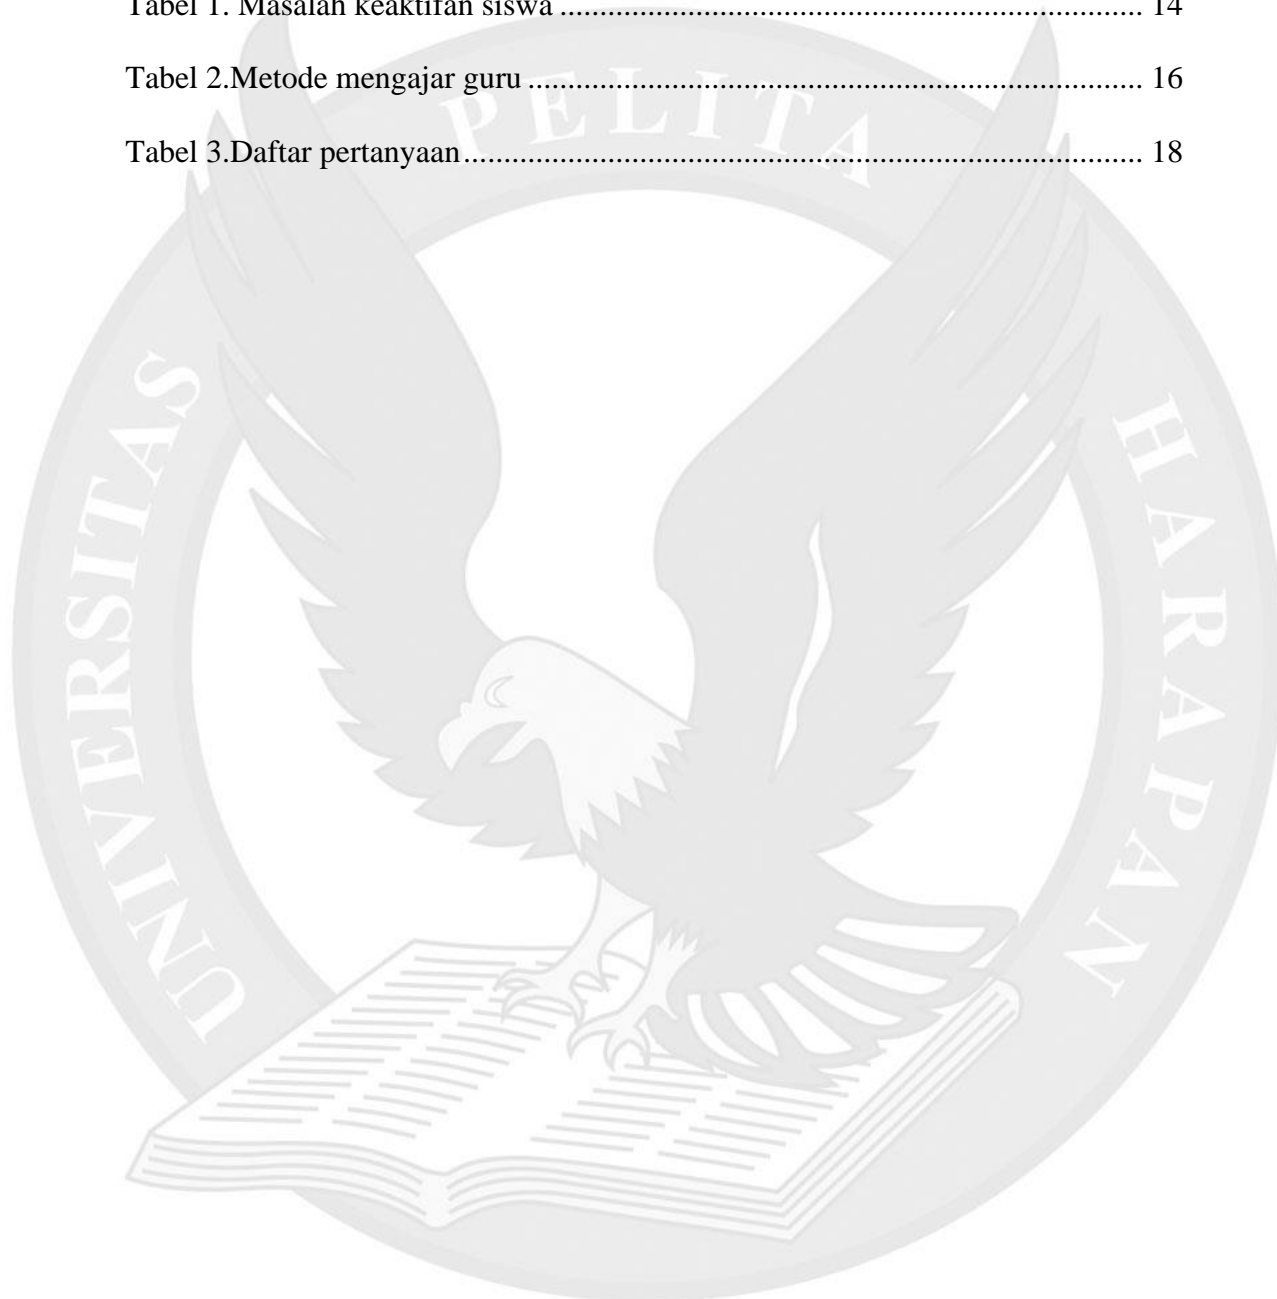 Tabel 1. Masalah keaktifan siswa ........................................................................... 14
Tabel 2.Metode mengajar guru ............................................................................... 16
Tabel 3.Daftar pertanyaan....................................................................................... 18
UNIVERSITAS PELITA HARAPAN